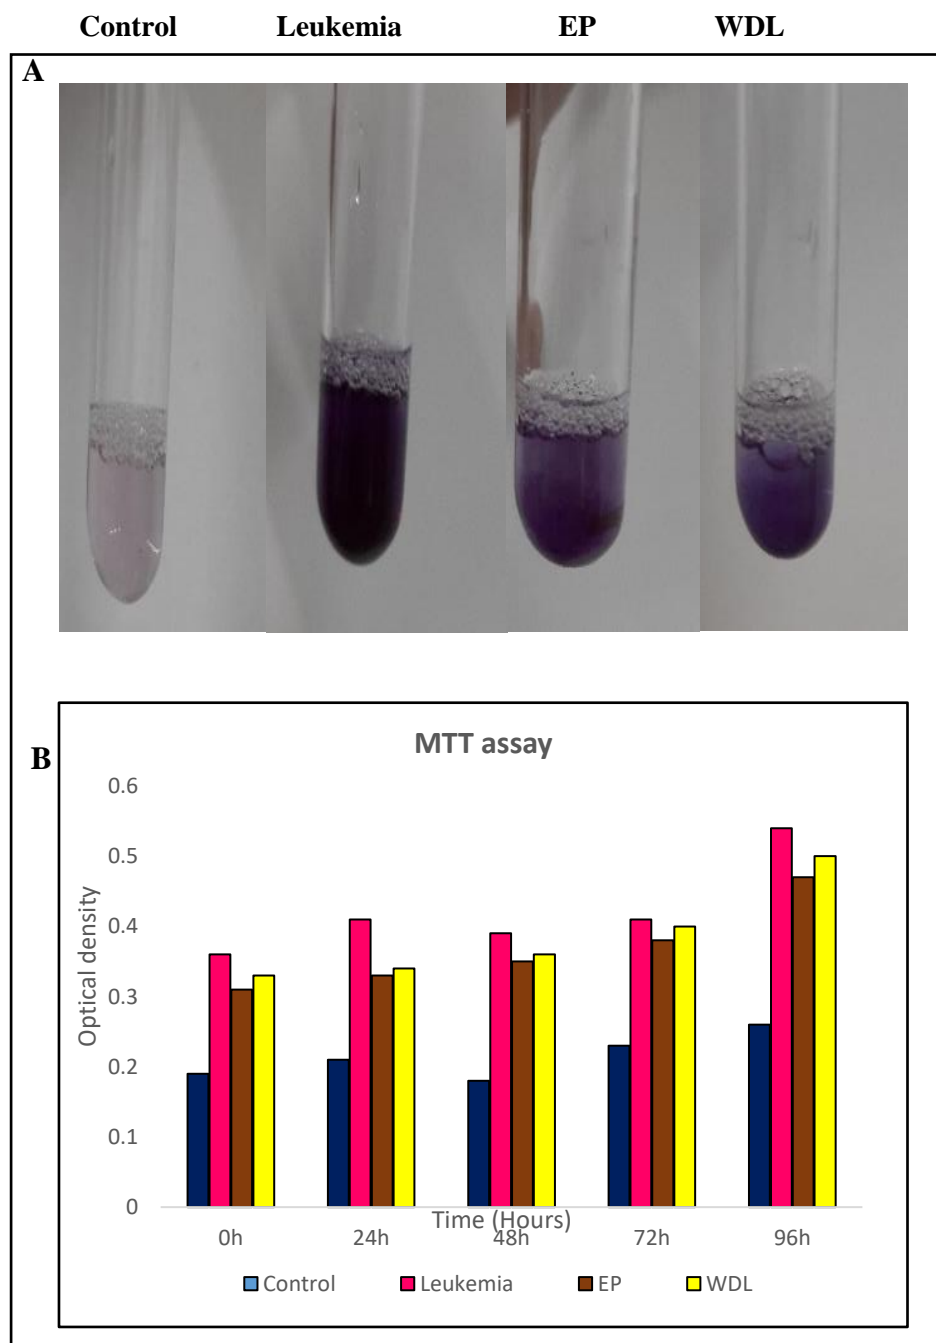 Control Leukemia EP WDL
A
B
MTT assay
0.6
0.5
0.4
0.3
0.2
0.1
0
Optical density
Time (Hours)
0h 24h 48h 72h 96h
Control Leukemia EP WDL